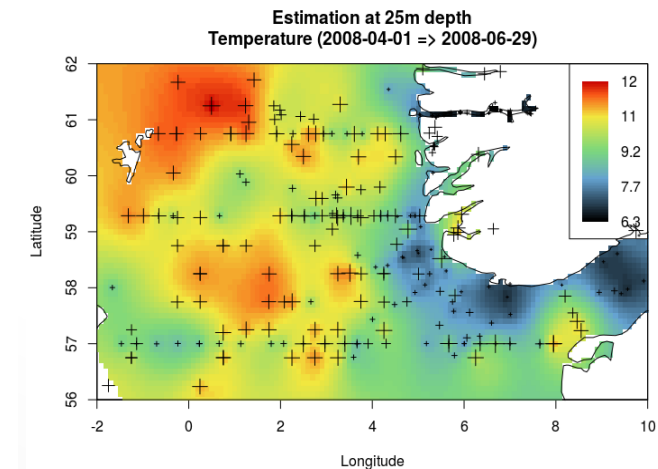 Estimation at 25m depth
Temperature (2008-04-01 => 2008-06-29)
62
61
60
59
58
57
56
Latitude
12
11
9.2
7.7
6.3
-2 0 2 4 6 8 10
Longitude